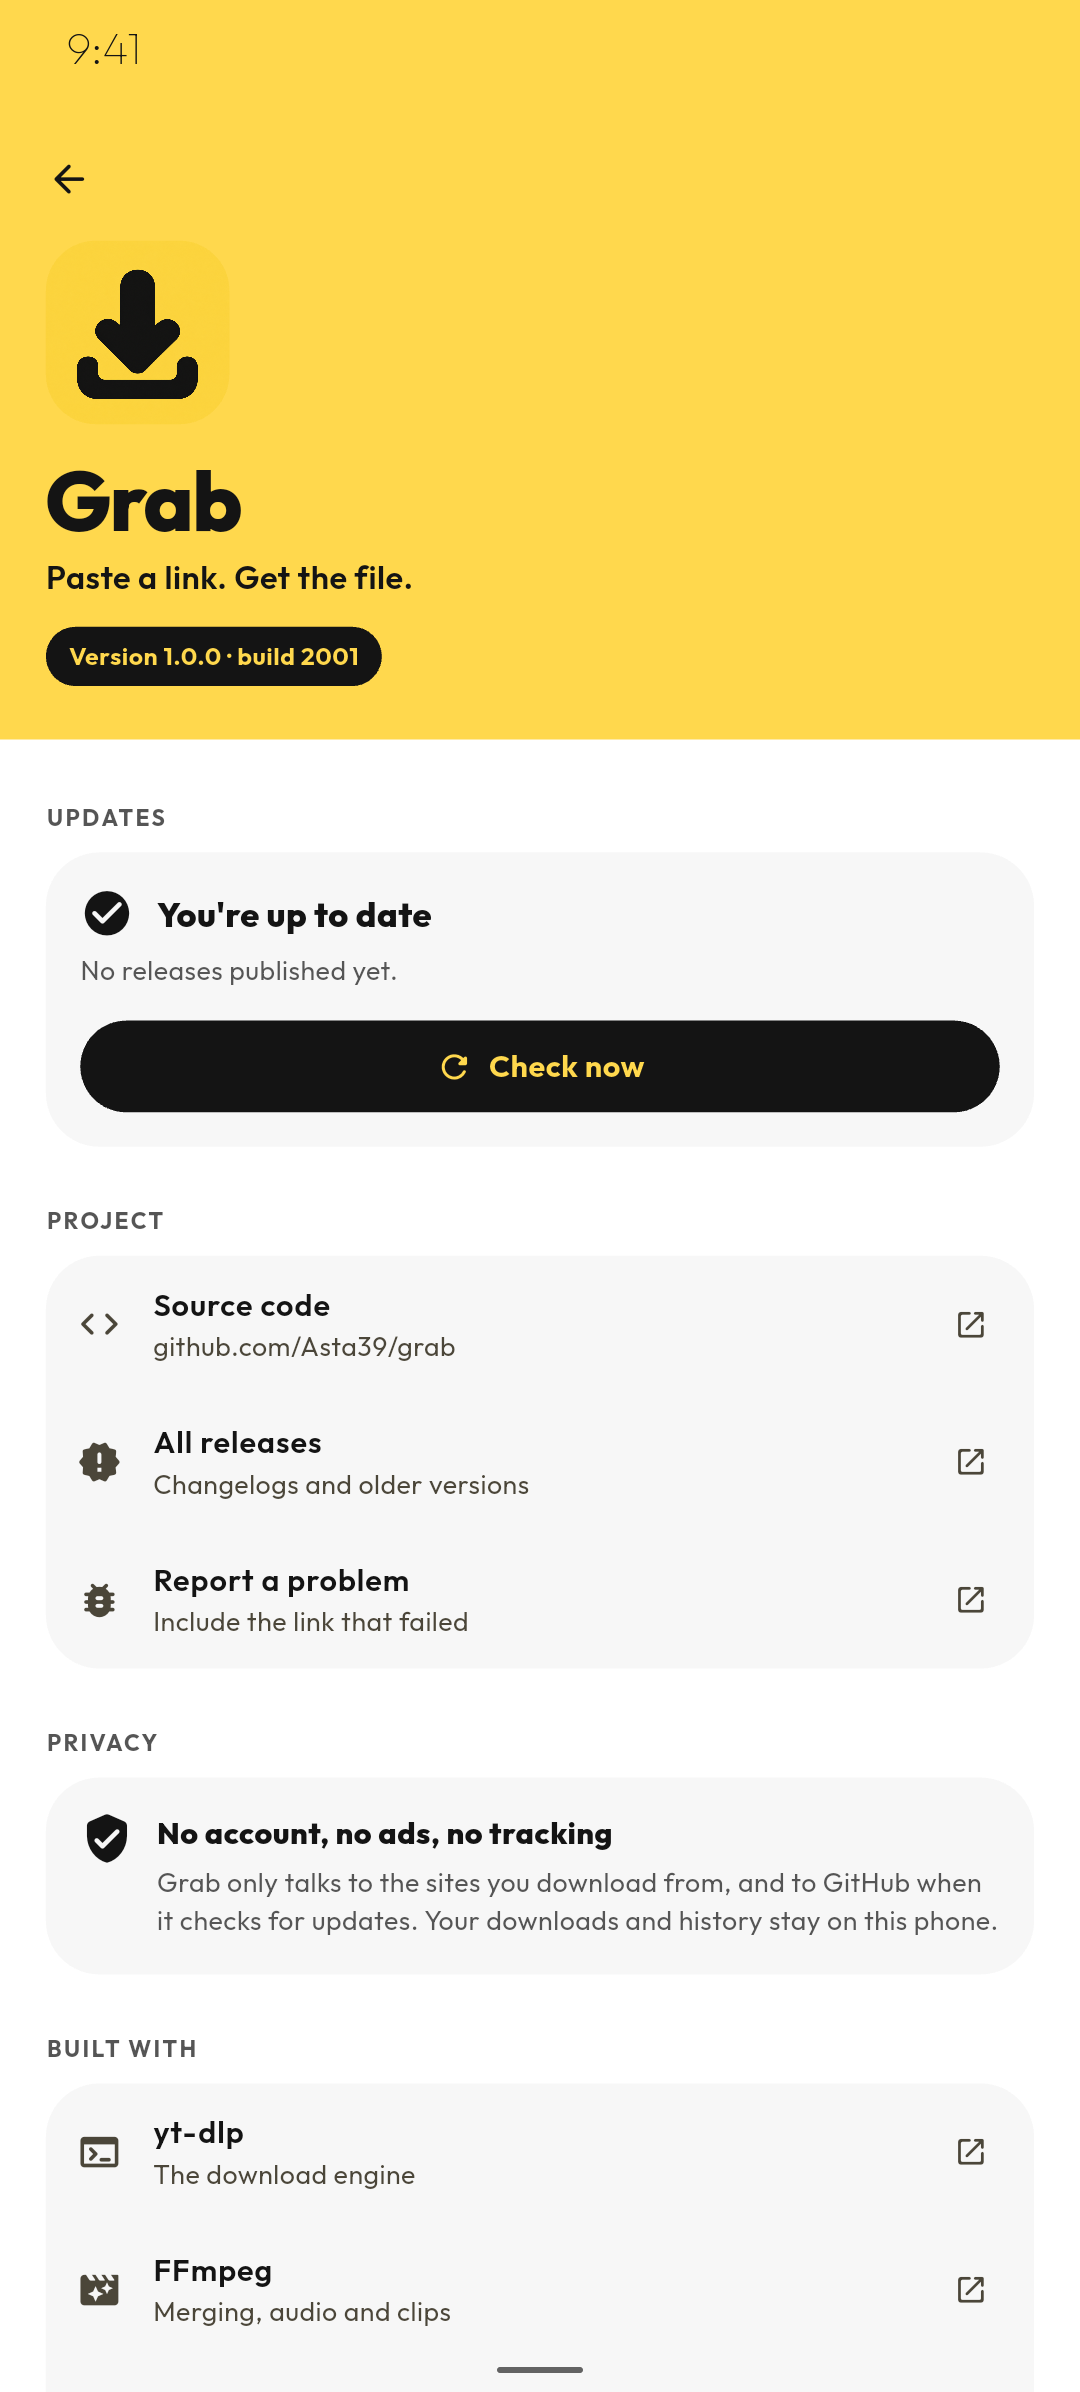 9:41
Grab
Paste a link. Get the file.
Version 1.0.0 · build 2001
UPDATES
You're up to date
No releases published yet.
Check now
PROJECT
Source code
github.com/Asta39/grab
All releases
Changelogs and older versions
Report a problem
Include the link that failed
PRIVACY
No account, no ads, no tracking
Grab only talks to the sites you download from, and to GitHub when
it checks for updates. Your downloads and history stay on this phone.
BUILT WITH
yt-dlp
The download engine
FFmpeg
Merging, audio and clips